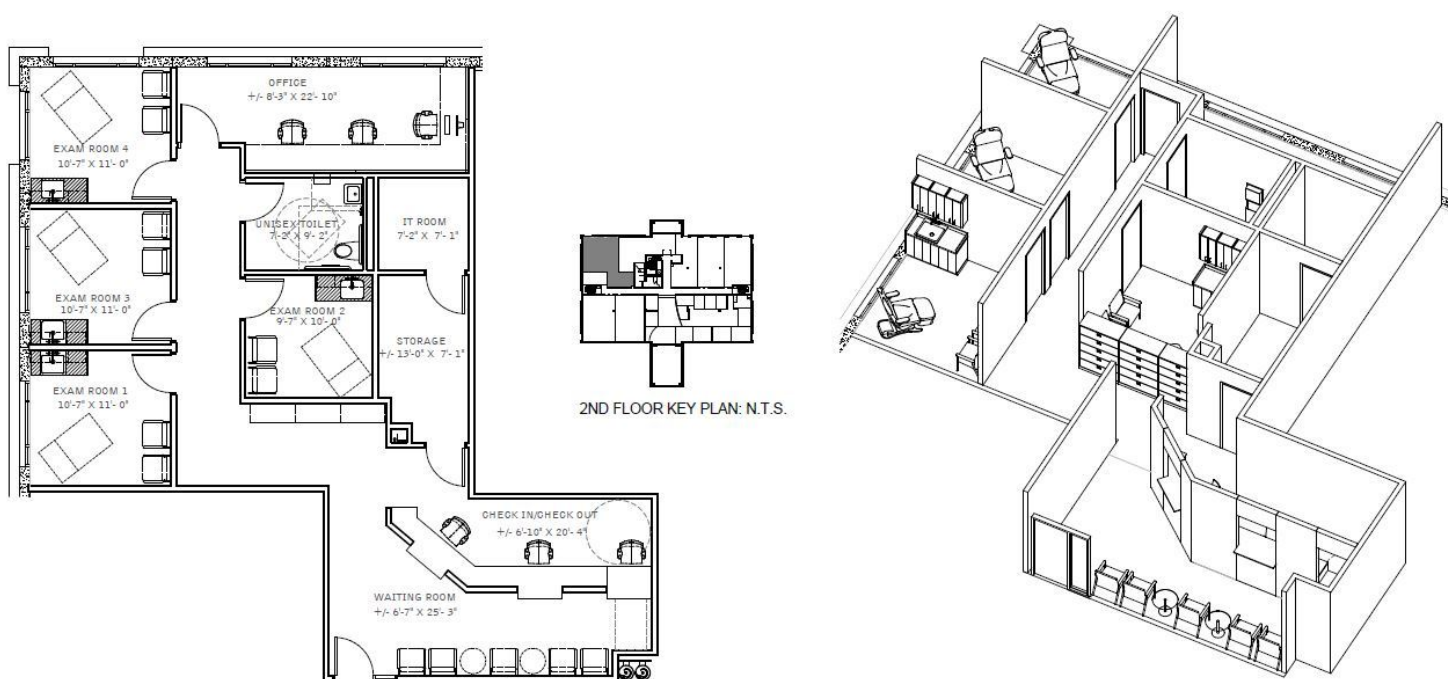 OFFICE
+/- 8'-3" X 22'- 10"
EXAM ROOM 4
10'-7" X 11'- 0"
UNISEX TOILET
7'-2" X 9'- 2"
IT ROOM
7'-2" X 7'- 1"
EXAM ROOM 3
10'-7" X 11'- 0"
EXAM ROOM 2
9'-7" X 10'- 0"
STORAGE
+/- 13'-0" X 7'- 1"
EXAM ROOM 1
10'-7" X 11'- 0"
2ND FLOOR KEY PLAN: N.T.S.
CHECK IN/CHECK OUT
+/- 6'-10" X 20'- 4"
WAITING ROOM
+/- 6'-7" X 25'- 3"